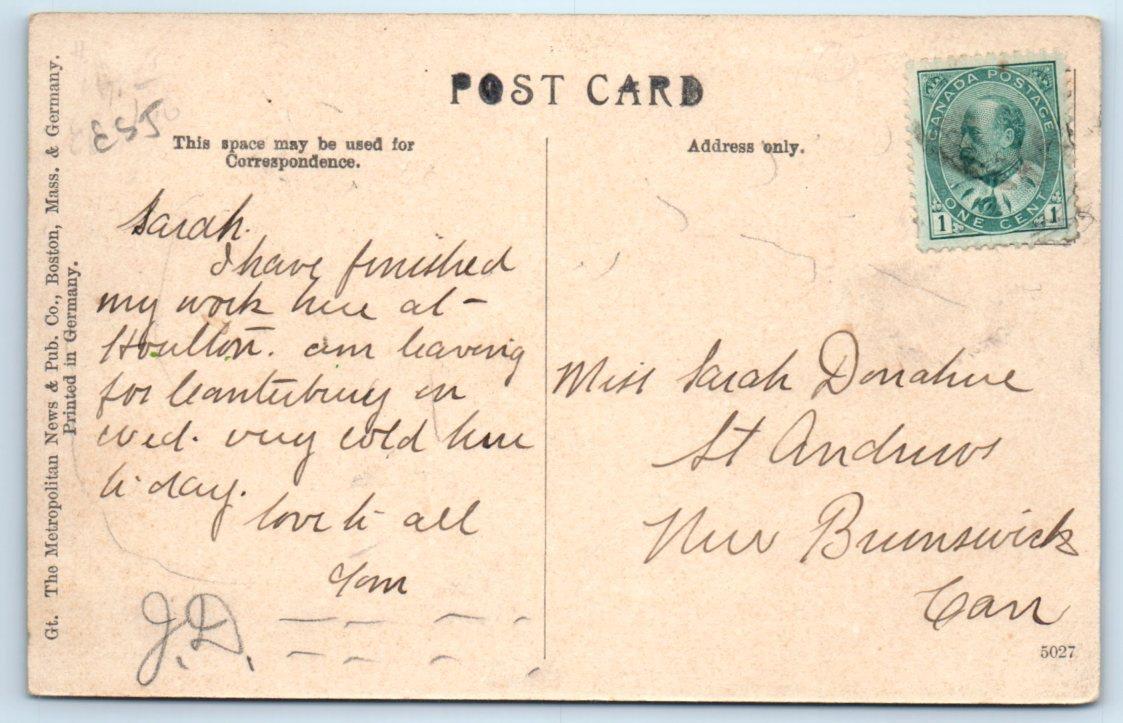 POST CARD
This space may be used for
Correspondence.
Address only.
CANADA POSTAGE
1 ONE CENT 1
EST
Sarah.
I have finished
my work here at
Houlton. am leaving
for Canterbury on
wed. very cold here
to day.
love to all
Tom
J.D.
Miss Sarah Donahue
St Andrews
New Brunswick
Can
5027
Gt. The Metropolitan News & Pub. Co., Boston, Mass. & Germany.
Printed in Germany.